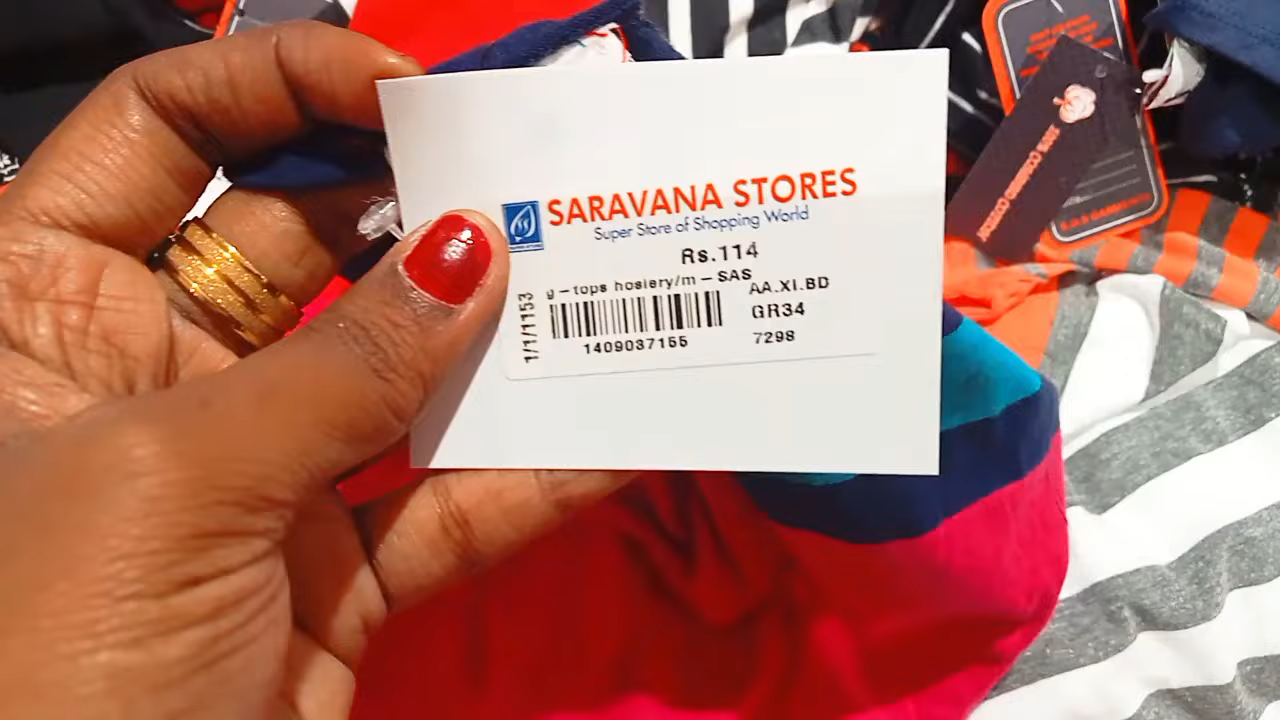 SARAVANA STORES
Super Store of Shopping World
Rs.114
g-tops hosiery/m-SAS
AA.XI.BD
1/1/1153
GR34
1409037165
7298